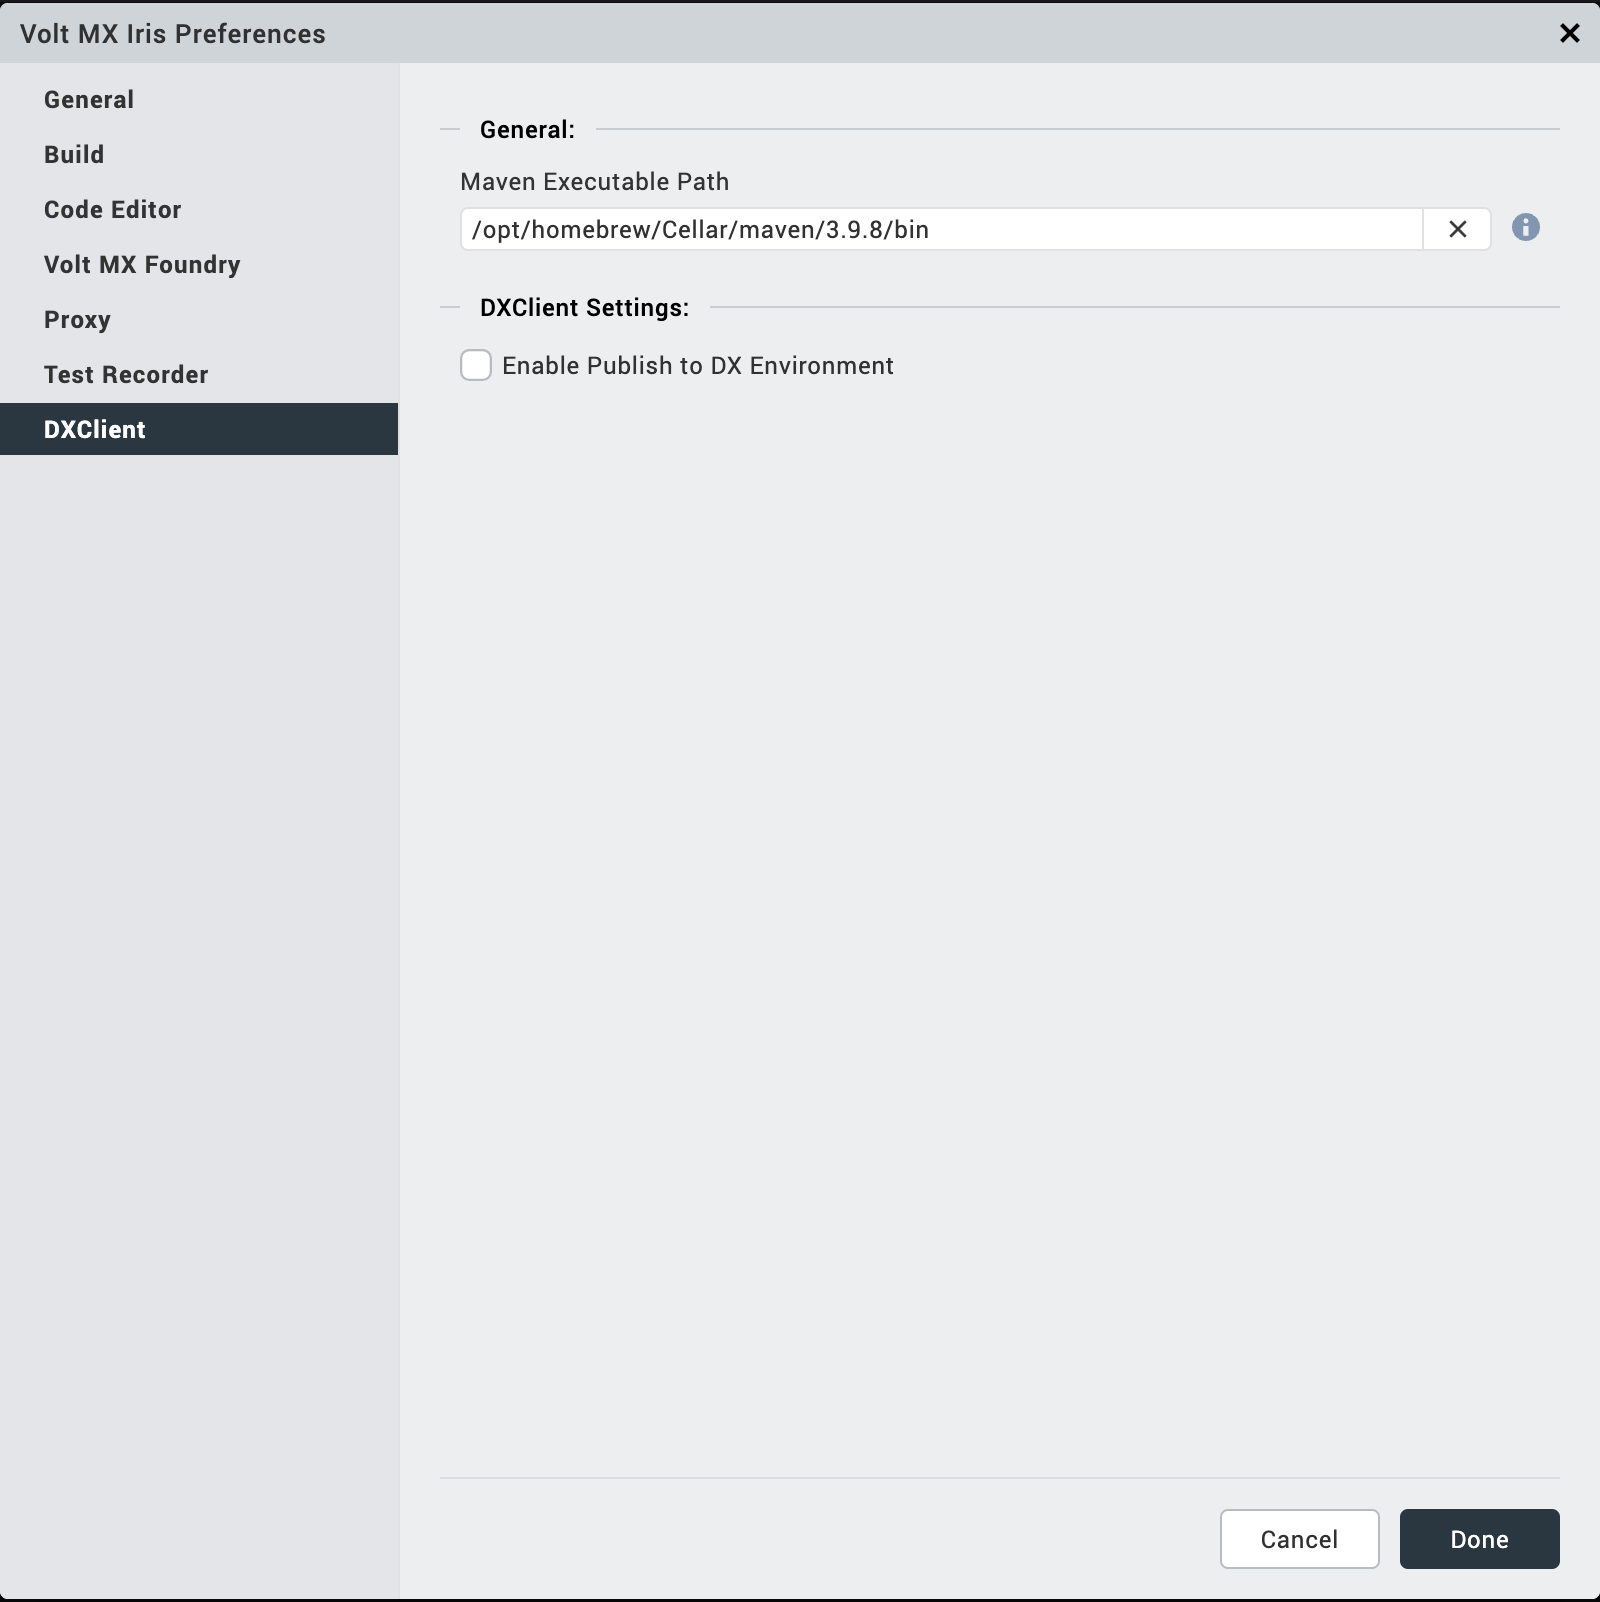 Volt MX Iris Preferences
General
Build
Code Editor
Volt MX Foundry
Proxy
Test Recorder
DXClient
General:
Maven Executable Path
/opt/homebrew/Cellar/maven/3.9.8/bin
DXClient Settings:
Enable Publish to DX Environment
Cancel
Done